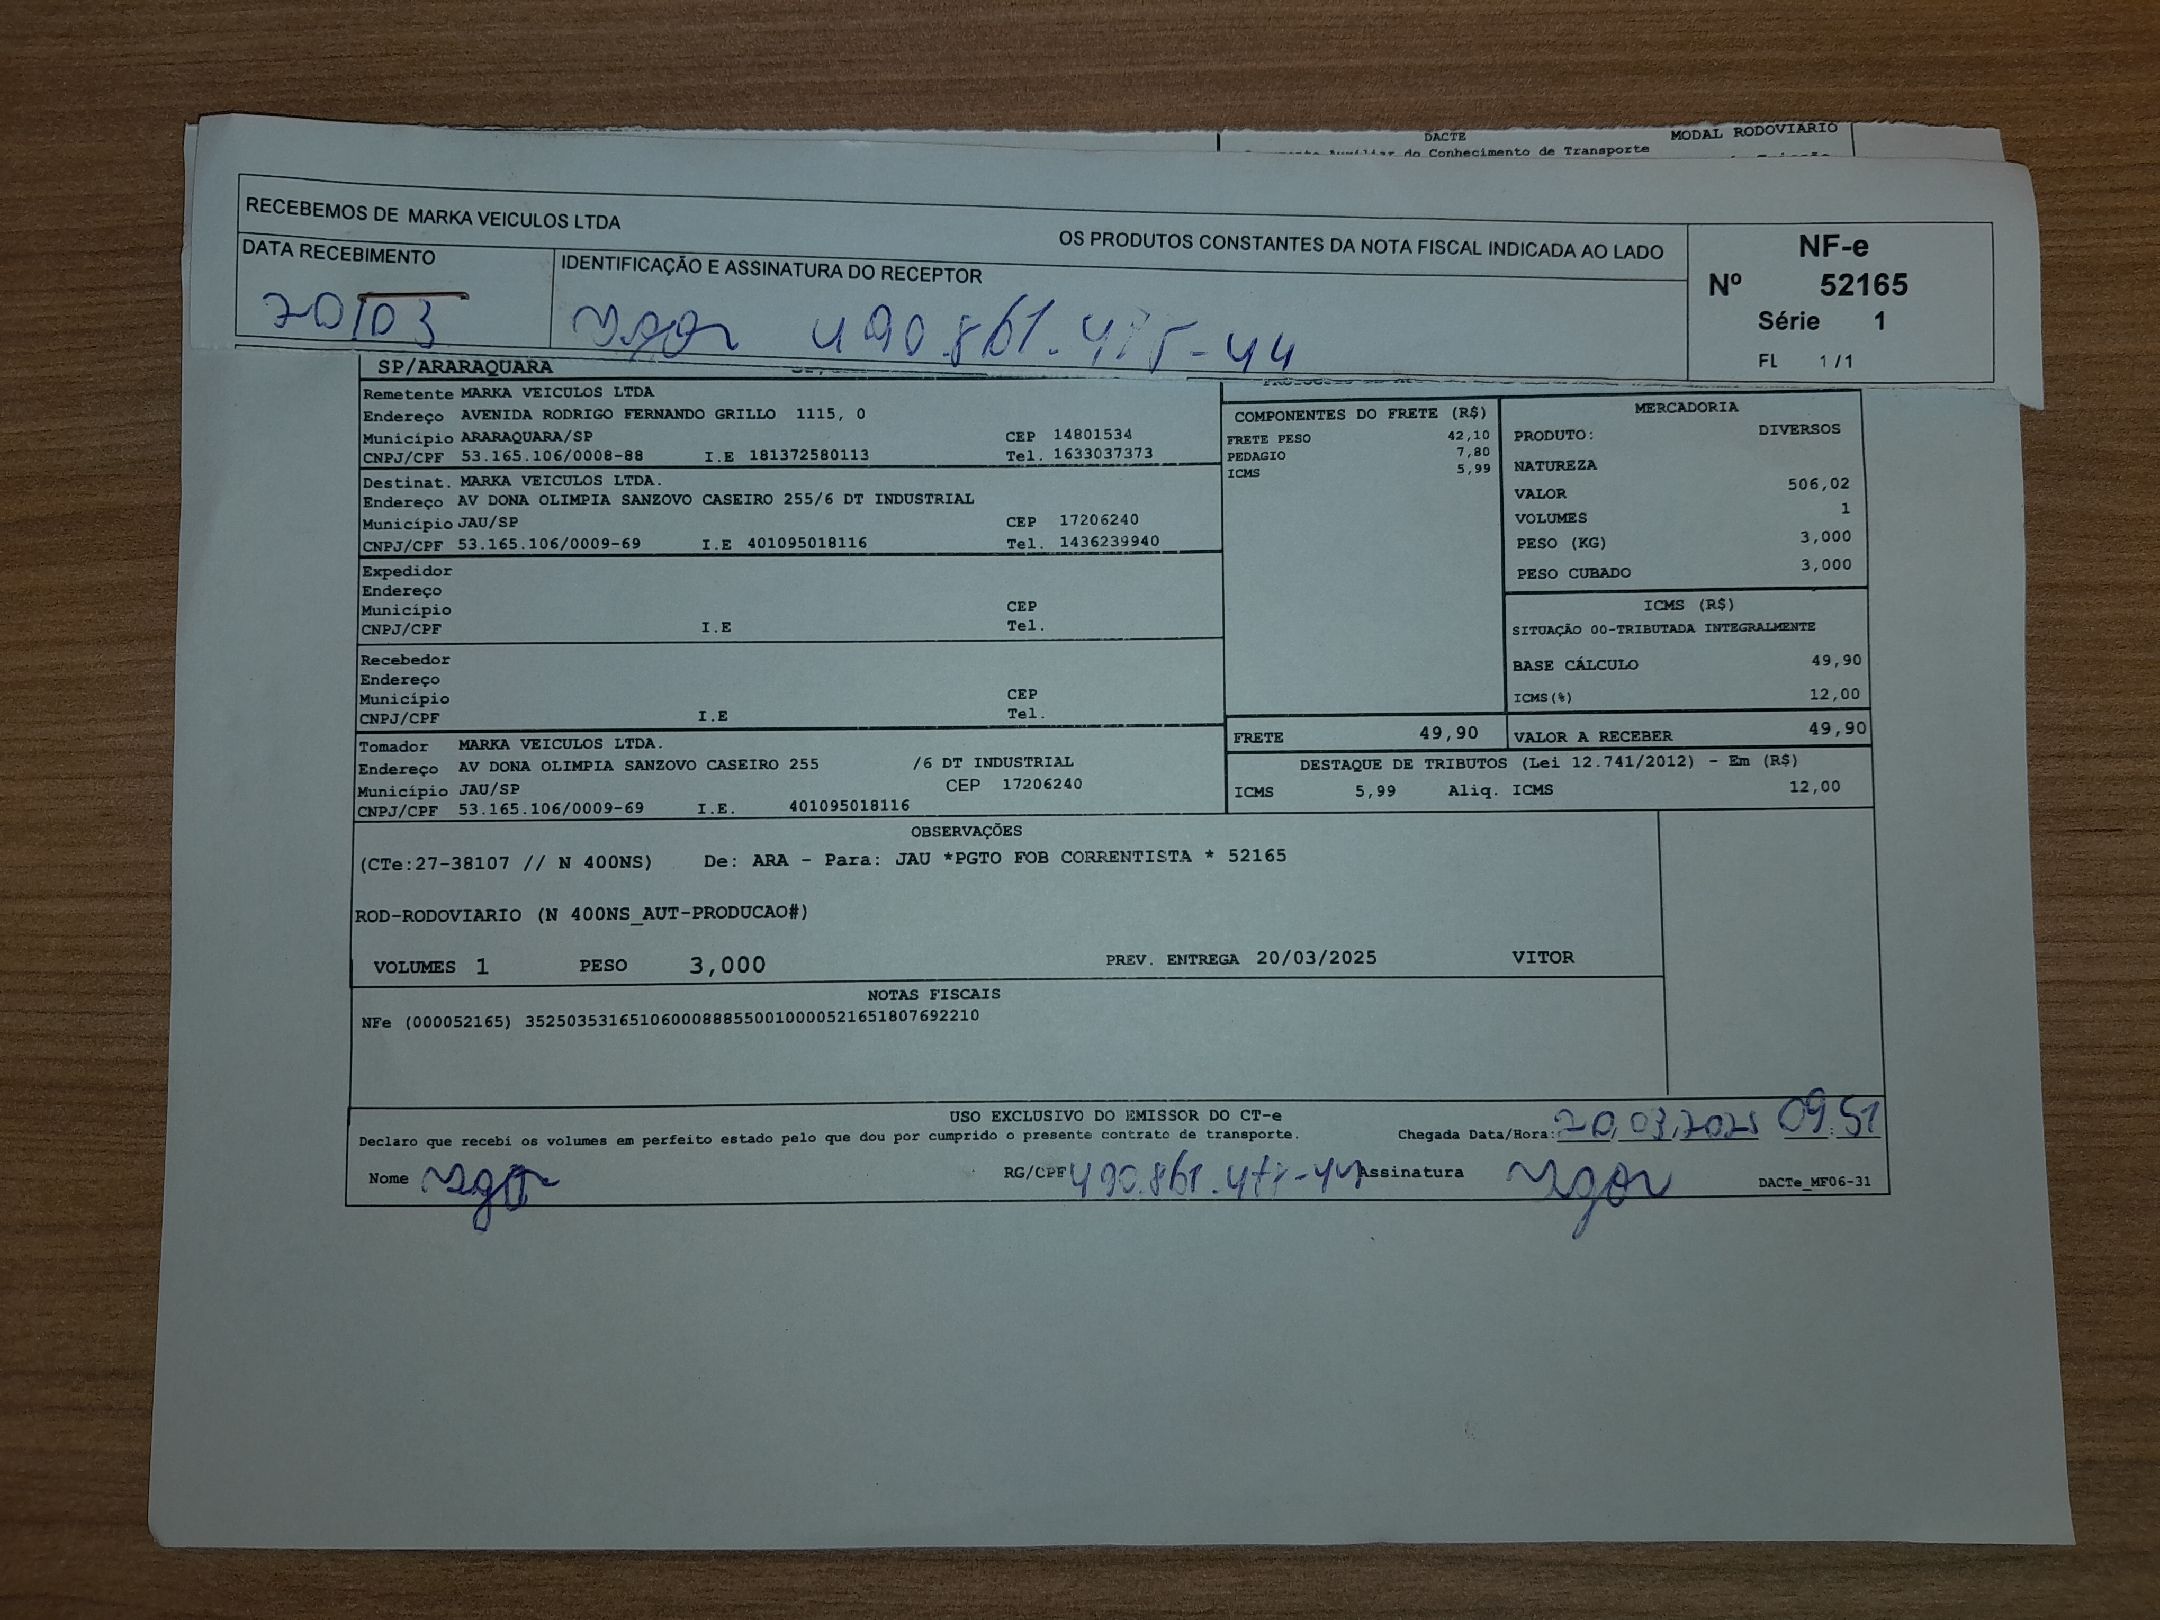 DACTE
MODAL RODOVIARIO
do Conhecimento de Transporte
RECEBEMOS DE MARKA VEICULOS LTDA
OS PRODUTOS CONSTANTES DA NOTA FISCAL INDICADA AO LADO
DATA RECEBIMENTO
20/03
IDENTIFICAÇÃO E ASSINATURA DO RECEPTOR
Igor
NF-e
Nº 52165
Série 1
FL 1 /1
SP/ARARAQUARA
Remetente MARKA VEICULOS LTDA
Endereço AVENIDA RODRIGO FERNANDO GRILLO 1115, 0
Município ARARAQUARA/SP CEP 14801534
CNPJ/CPF 53.165.106/0008-88 I.E 181372580113 Tel. 1633037373
Destinat. MARKA VEICULOS LTDA.
Endereço AV DONA OLIMPIA SANZOVO CASEIRO 255/6 DT INDUSTRIAL
Município JAU/SP CEP 17206240
CNPJ/CPF 53.165.106/0009-69 I.E 401095018116 Tel. 1436239940
Expedidor
Endereço
Município CEP
CNPJ/CPF I.E Tel.
Recebedor
Endereço
Município CEP
CNPJ/CPF I.E Tel.
Tomador MARKA VEICULOS LTDA.
Endereço AV DONA OLIMPIA SANZOVO CASEIRO 255 /6 DT INDUSTRIAL
Município JAU/SP CEP 17206240
CNPJ/CPF 53.165.106/0009-69 I.E. 401095018116
COMPONENTES DO FRETE (R$)
FRETE PESO 42,10
PEDAGIO 7,80
ICMS 5,99
FRETE 49,90
MERCADORIA
PRODUTO: DIVERSOS
NATUREZA
VALOR 506,02
VOLUMES 1
PESO (KG) 3,000
PESO CUBADO 3,000
ICMS (R$)
SITUAÇÃO 00-TRIBUTADA INTEGRALMENTE
BASE CÁLCULO 49,90
ICMS(%) 12,00
VALOR A RECEBER 49,90
DESTAQUE DE TRIBUTOS (Lei 12.741/2012) - Em (R$)
ICMS 5,99 Aliq. ICMS 12,00
OBSERVAÇÕES
(CTe:27-38107 // N 400NS) De: ARA - Para: JAU *PGTO FOB CORRENTISTA * 52165
ROD-RODOVIARIO (N 400NS_AUT-PRODUCAO#)
VOLUMES 1 PESO 3,000 PREV. ENTREGA 20/03/2025 VITOR
NOTAS FISCAIS
NFe (000052165) 35250353165106000888550010000521651807692210
USO EXCLUSIVO DO EMISSOR DO CT-e
Declaro que recebi os volumes em perfeito estado pelo que dou por cumprido o presente contrato de transporte. Chegada Data/Hora: 20.03.2025 09:51
Nome Igor RG/CPF Assinatura Igor DACTe_MF06-31